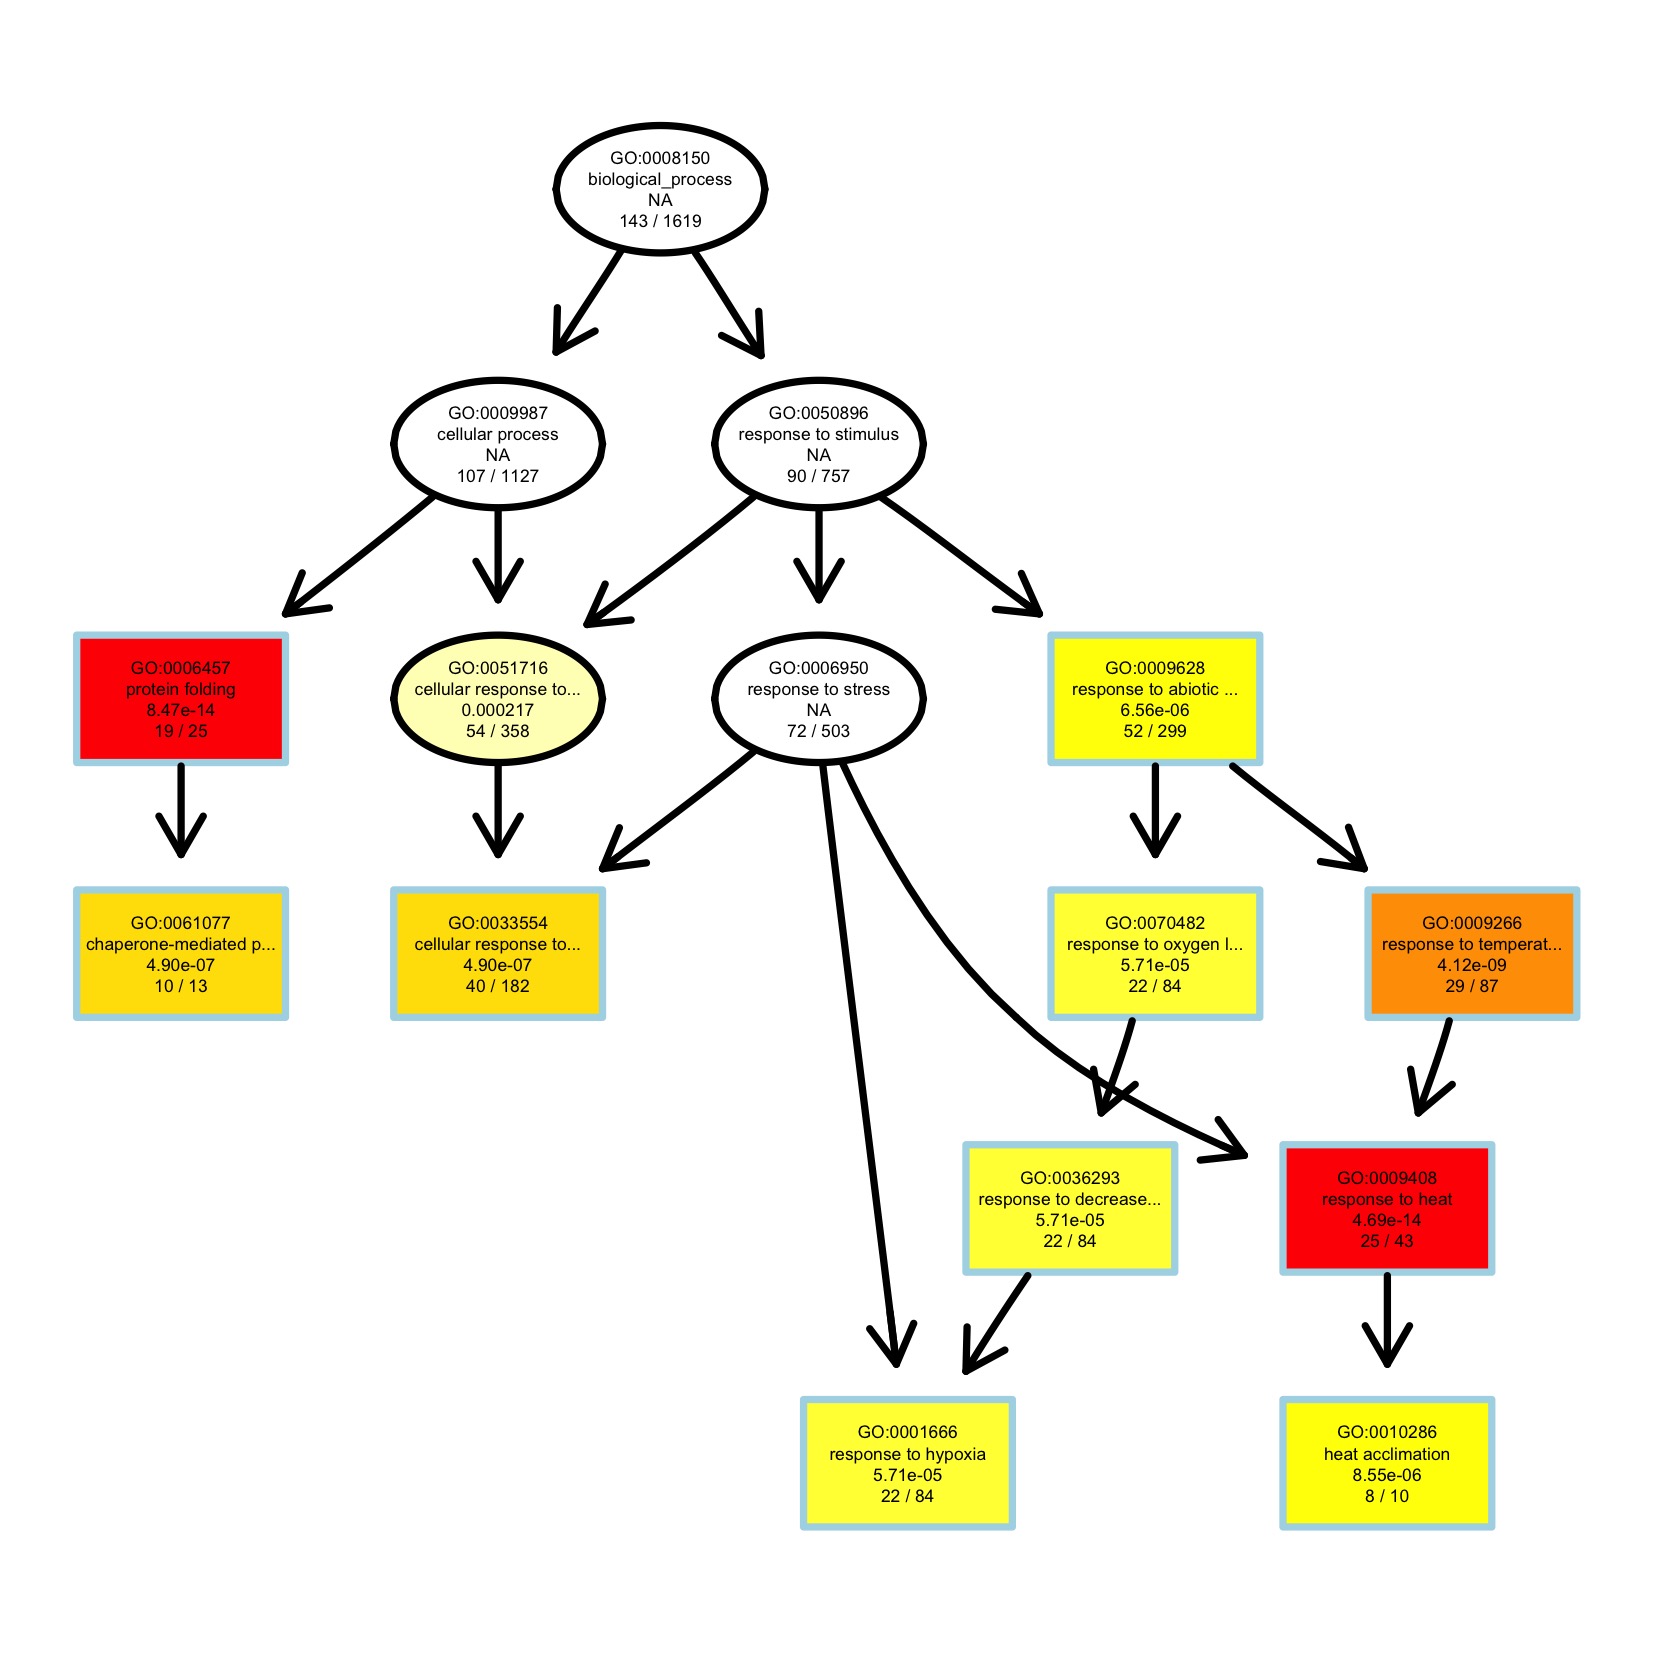 GO:0008150
biological_process
NA
143 / 1619
GO:0009987
cellular process
NA
107 / 1127
GO:0050896
response to stimulus
NA
90 / 757
GO:0006457
protein folding
8.47e-14
19 / 25
GO:0051716
cellular response to...
0.000217
54 / 358
GO:0006950
response to stress
NA
72 / 503
GO:0009628
response to abiotic ...
6.56e-06
52 / 299
GO:0061077
chaperone-mediated p...
4.90e-07
10 / 13
GO:0033554
cellular response to...
4.90e-07
40 / 182
GO:0070482
response to oxygen l...
5.71e-05
22 / 84
GO:0009266
response to temperat...
4.12e-09
29 / 87
GO:0036293
response to decrease...
5.71e-05
22 / 84
GO:0009408
response to heat
4.69e-14
25 / 43
GO:0001666
response to hypoxia
5.71e-05
22 / 84
GO:0010286
heat acclimation
8.55e-06
8 / 10